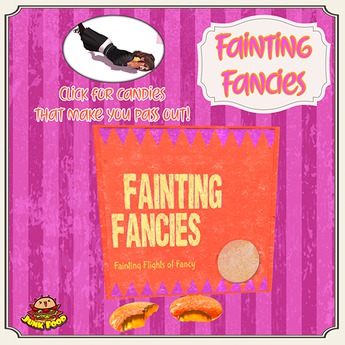 Fainting
Fancies
Click for candies
that make you pass out!
FAINTING
FANCIES
Fainting Flights of Fancy
JUNK FOOD